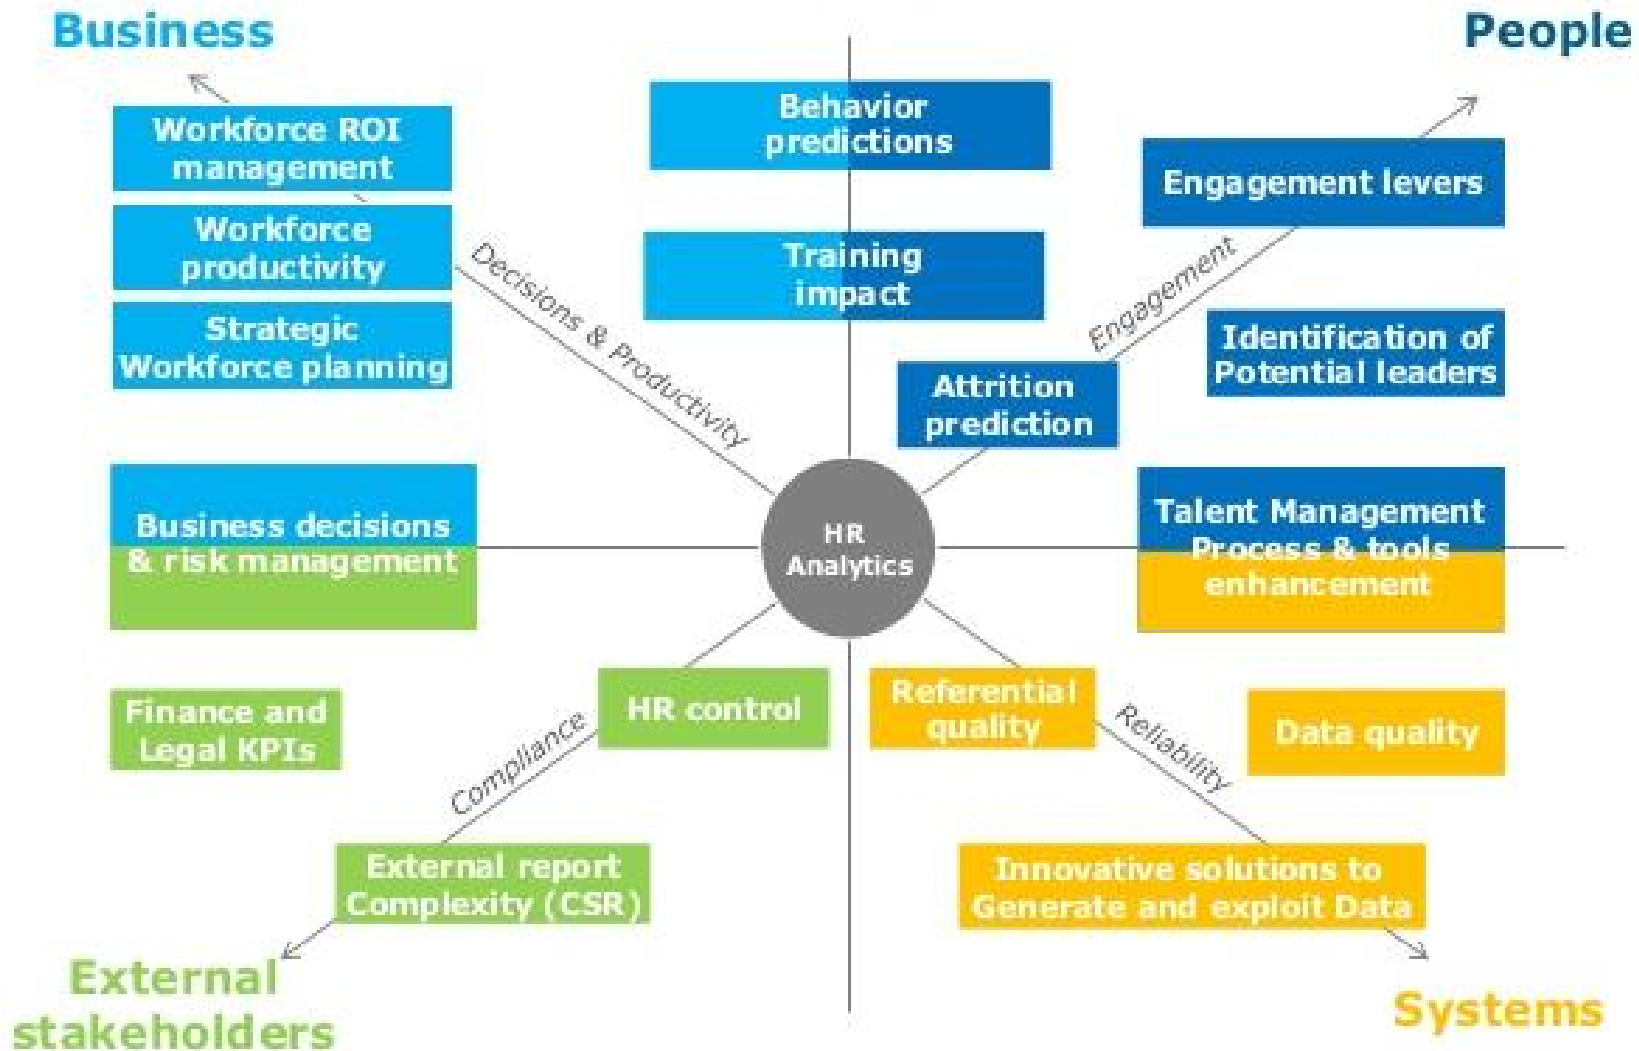 Business
People
Workforce ROI
management
Behavior
predictions
Engagement levers
Workforce
productivity
Decisions & Productivity
Training
impact
Engagement
Strategic
Workforce planning
Identification of
Potential leaders
Attrition
prediction
Business decisions
& risk management
HR
Analytics
Talent Management
Process & tools
enhancement
Finance and
Legal KPIs
HR control
Compliance
Referential
quality
Reliability
Data quality
External report
Complexity (CSR)
Innovative solutions to
Generate and exploit Data
External
stakeholders
Systems